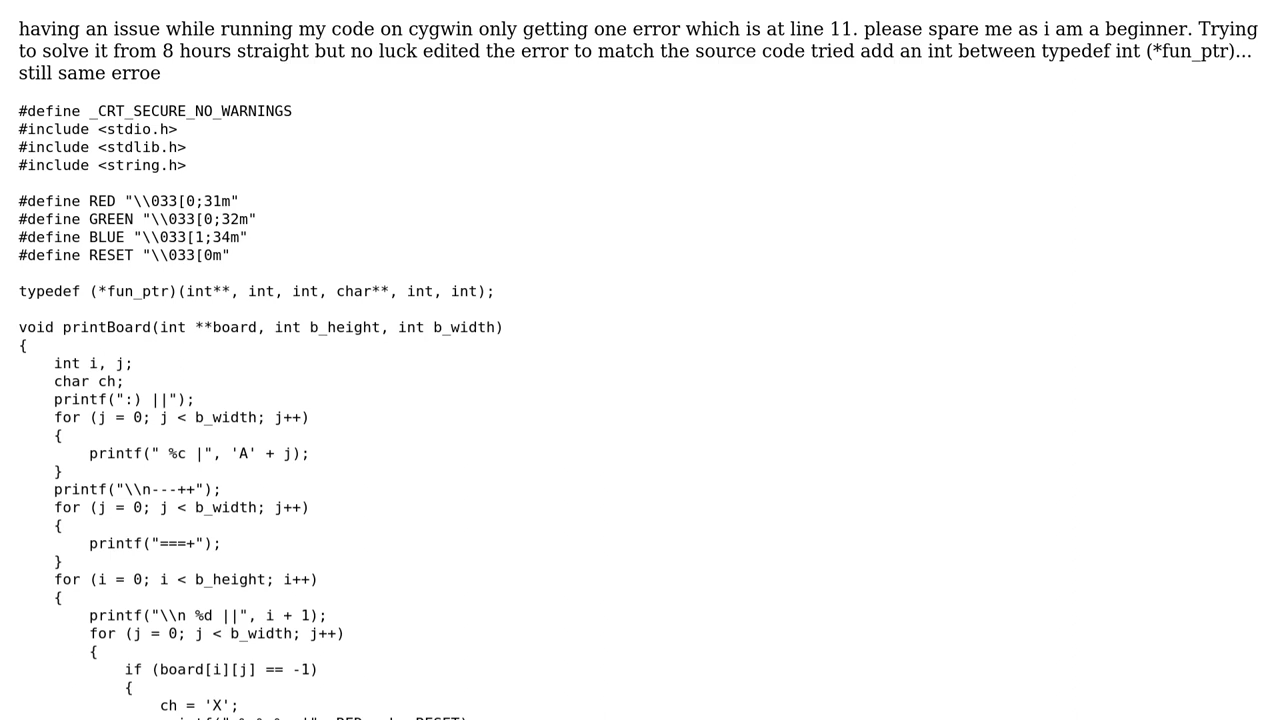 having an issue while running my code on cygwin only getting one error which is at line 11. please spare me as i am a beginner. Trying
to solve it from 8 hours straight but no luck edited the error to match the source code tried add an int between typedef int (*fun_ptr)...
still same erroe
#define _CRT_SECURE_NO_WARNINGS
#include <stdio.h>
#include <stdlib.h>
#include <string.h>
#define RED "\\033[0;31m"
#define GREEN "\\033[0;32m"
#define BLUE "\\033[1;34m"
#define RESET "\\033[0m"
typedef (*fun_ptr)(int**, int, int, char**, int, int);
void printBoard(int **board, int b_height, int b_width)
{
    int i, j;
    char ch;
    printf(":) ||");
    for (j = 0; j < b_width; j++)
    {
        printf(" %c |", 'A' + j);
    }
    printf("\\n---++");
    for (j = 0; j < b_width; j++)
    {
        printf("===+");
    }
    for (i = 0; i < b_height; i++)
    {
        printf("\\n %d ||", i + 1);
        for (j = 0; j < b_width; j++)
        {
            if (board[i][j] == -1)
            {
                ch = 'X';